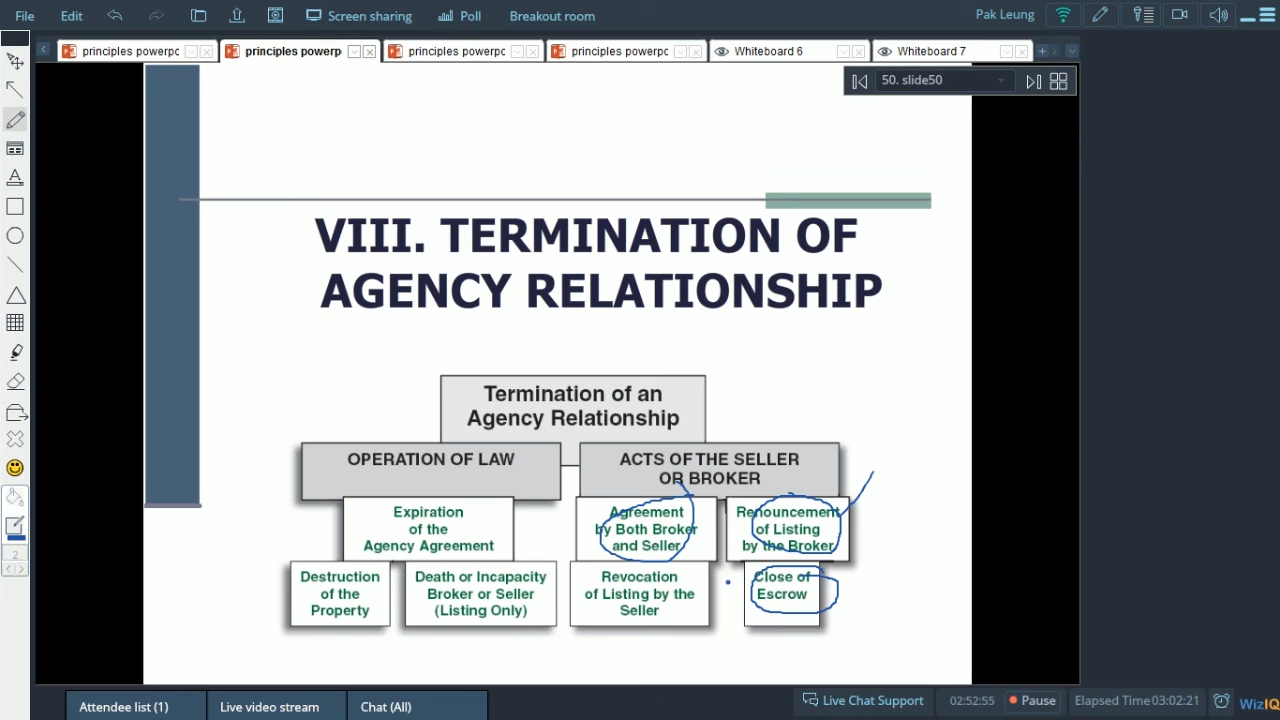 File Edit Screen sharing Poll Breakout room Pak Leung
principles powerpc principles powerp principles powerpc principles powerpc Whiteboard 6 Whiteboard 7
50. slide50
VIII. TERMINATION OF
AGENCY RELATIONSHIP
Termination of an
Agency Relationship
OPERATION OF LAW
ACTS OF THE SELLER
OR BROKER
Expiration
of the
Agency Agreement
Agreement
by Both Broker
and Seller
Renouncement
of Listing
by the Broker
Destruction
of the
Property
Death or Incapacity
Broker or Seller
(Listing Only)
Revocation
of Listing by the
Seller
Close of
Escrow
2
Attendee list (1) Live video stream Chat (All) Live Chat Support 02:52:55 Pause Elapsed Time 03:02:21 WizIQ